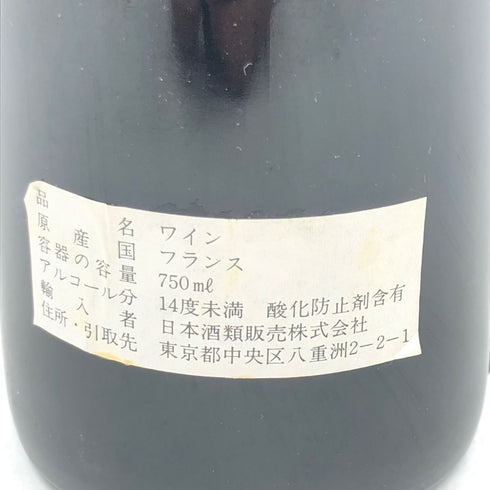 品名 ワイン
原産国 フランス
容器の容量 750mℓ
アルコール分 14度未満 酸化防止剤含有
輸入者 日本酒類販売株式会社
住所・引取先 東京都中央区八重洲2-2-1